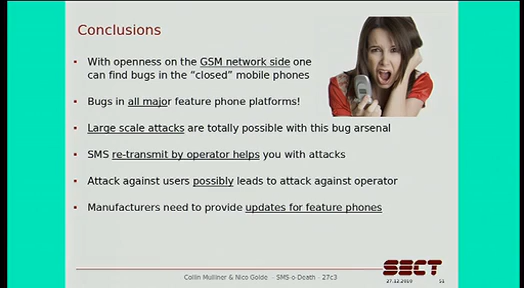 Conclusions
With openness on the GSM network side one
can find bugs in the “closed” mobile phones
Bugs in all major feature phone platforms!
Large scale attacks are totally possible with this bug arsenal
SMS re-transmit by operator helps you with attacks
Attack against users possibly leads to attack against operator
Manufacturers need to provide updates for feature phones
SECT
Collin Mulliner & Nico Golde - SMS-o-Death - 27c3
27.12.2010